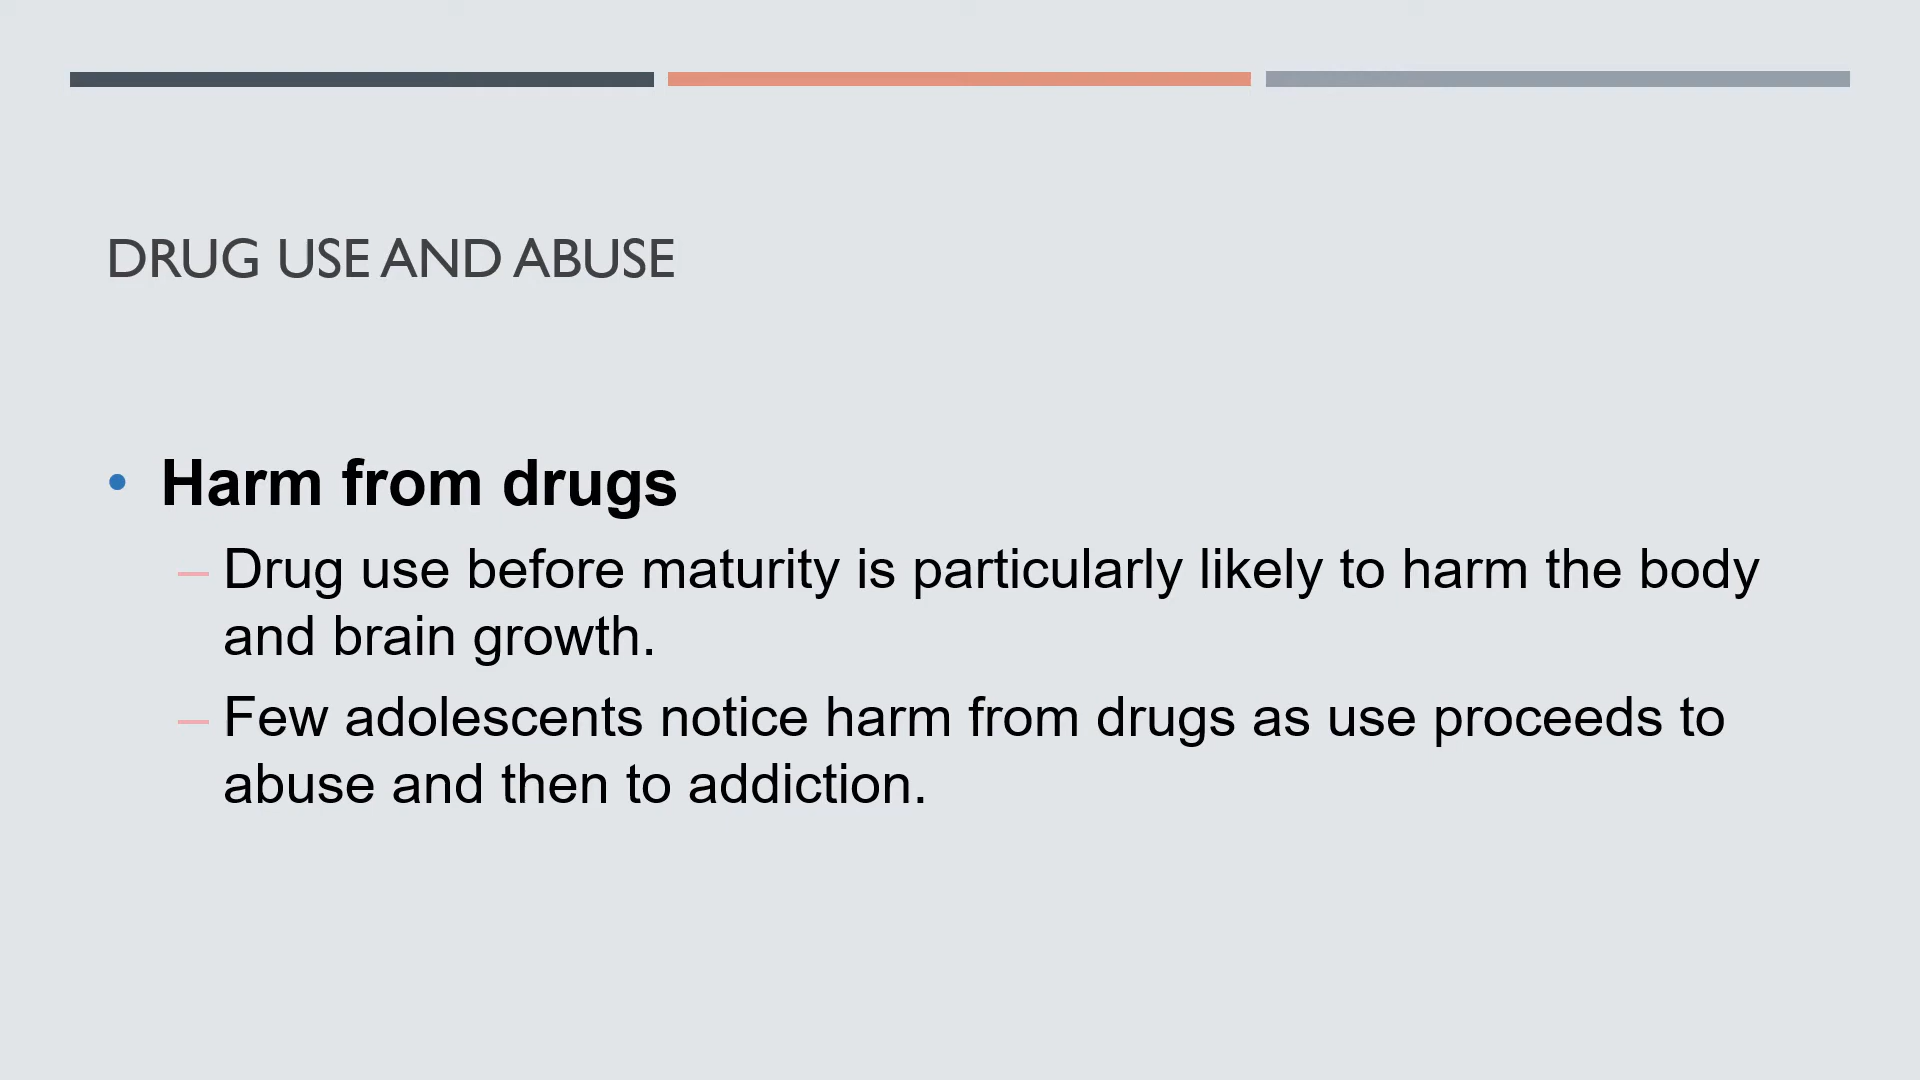 DRUG USE AND ABUSE
• Harm from drugs
– Drug use before maturity is particularly likely to harm the body
and brain growth.
– Few adolescents notice harm from drugs as use proceeds to
abuse and then to addiction.